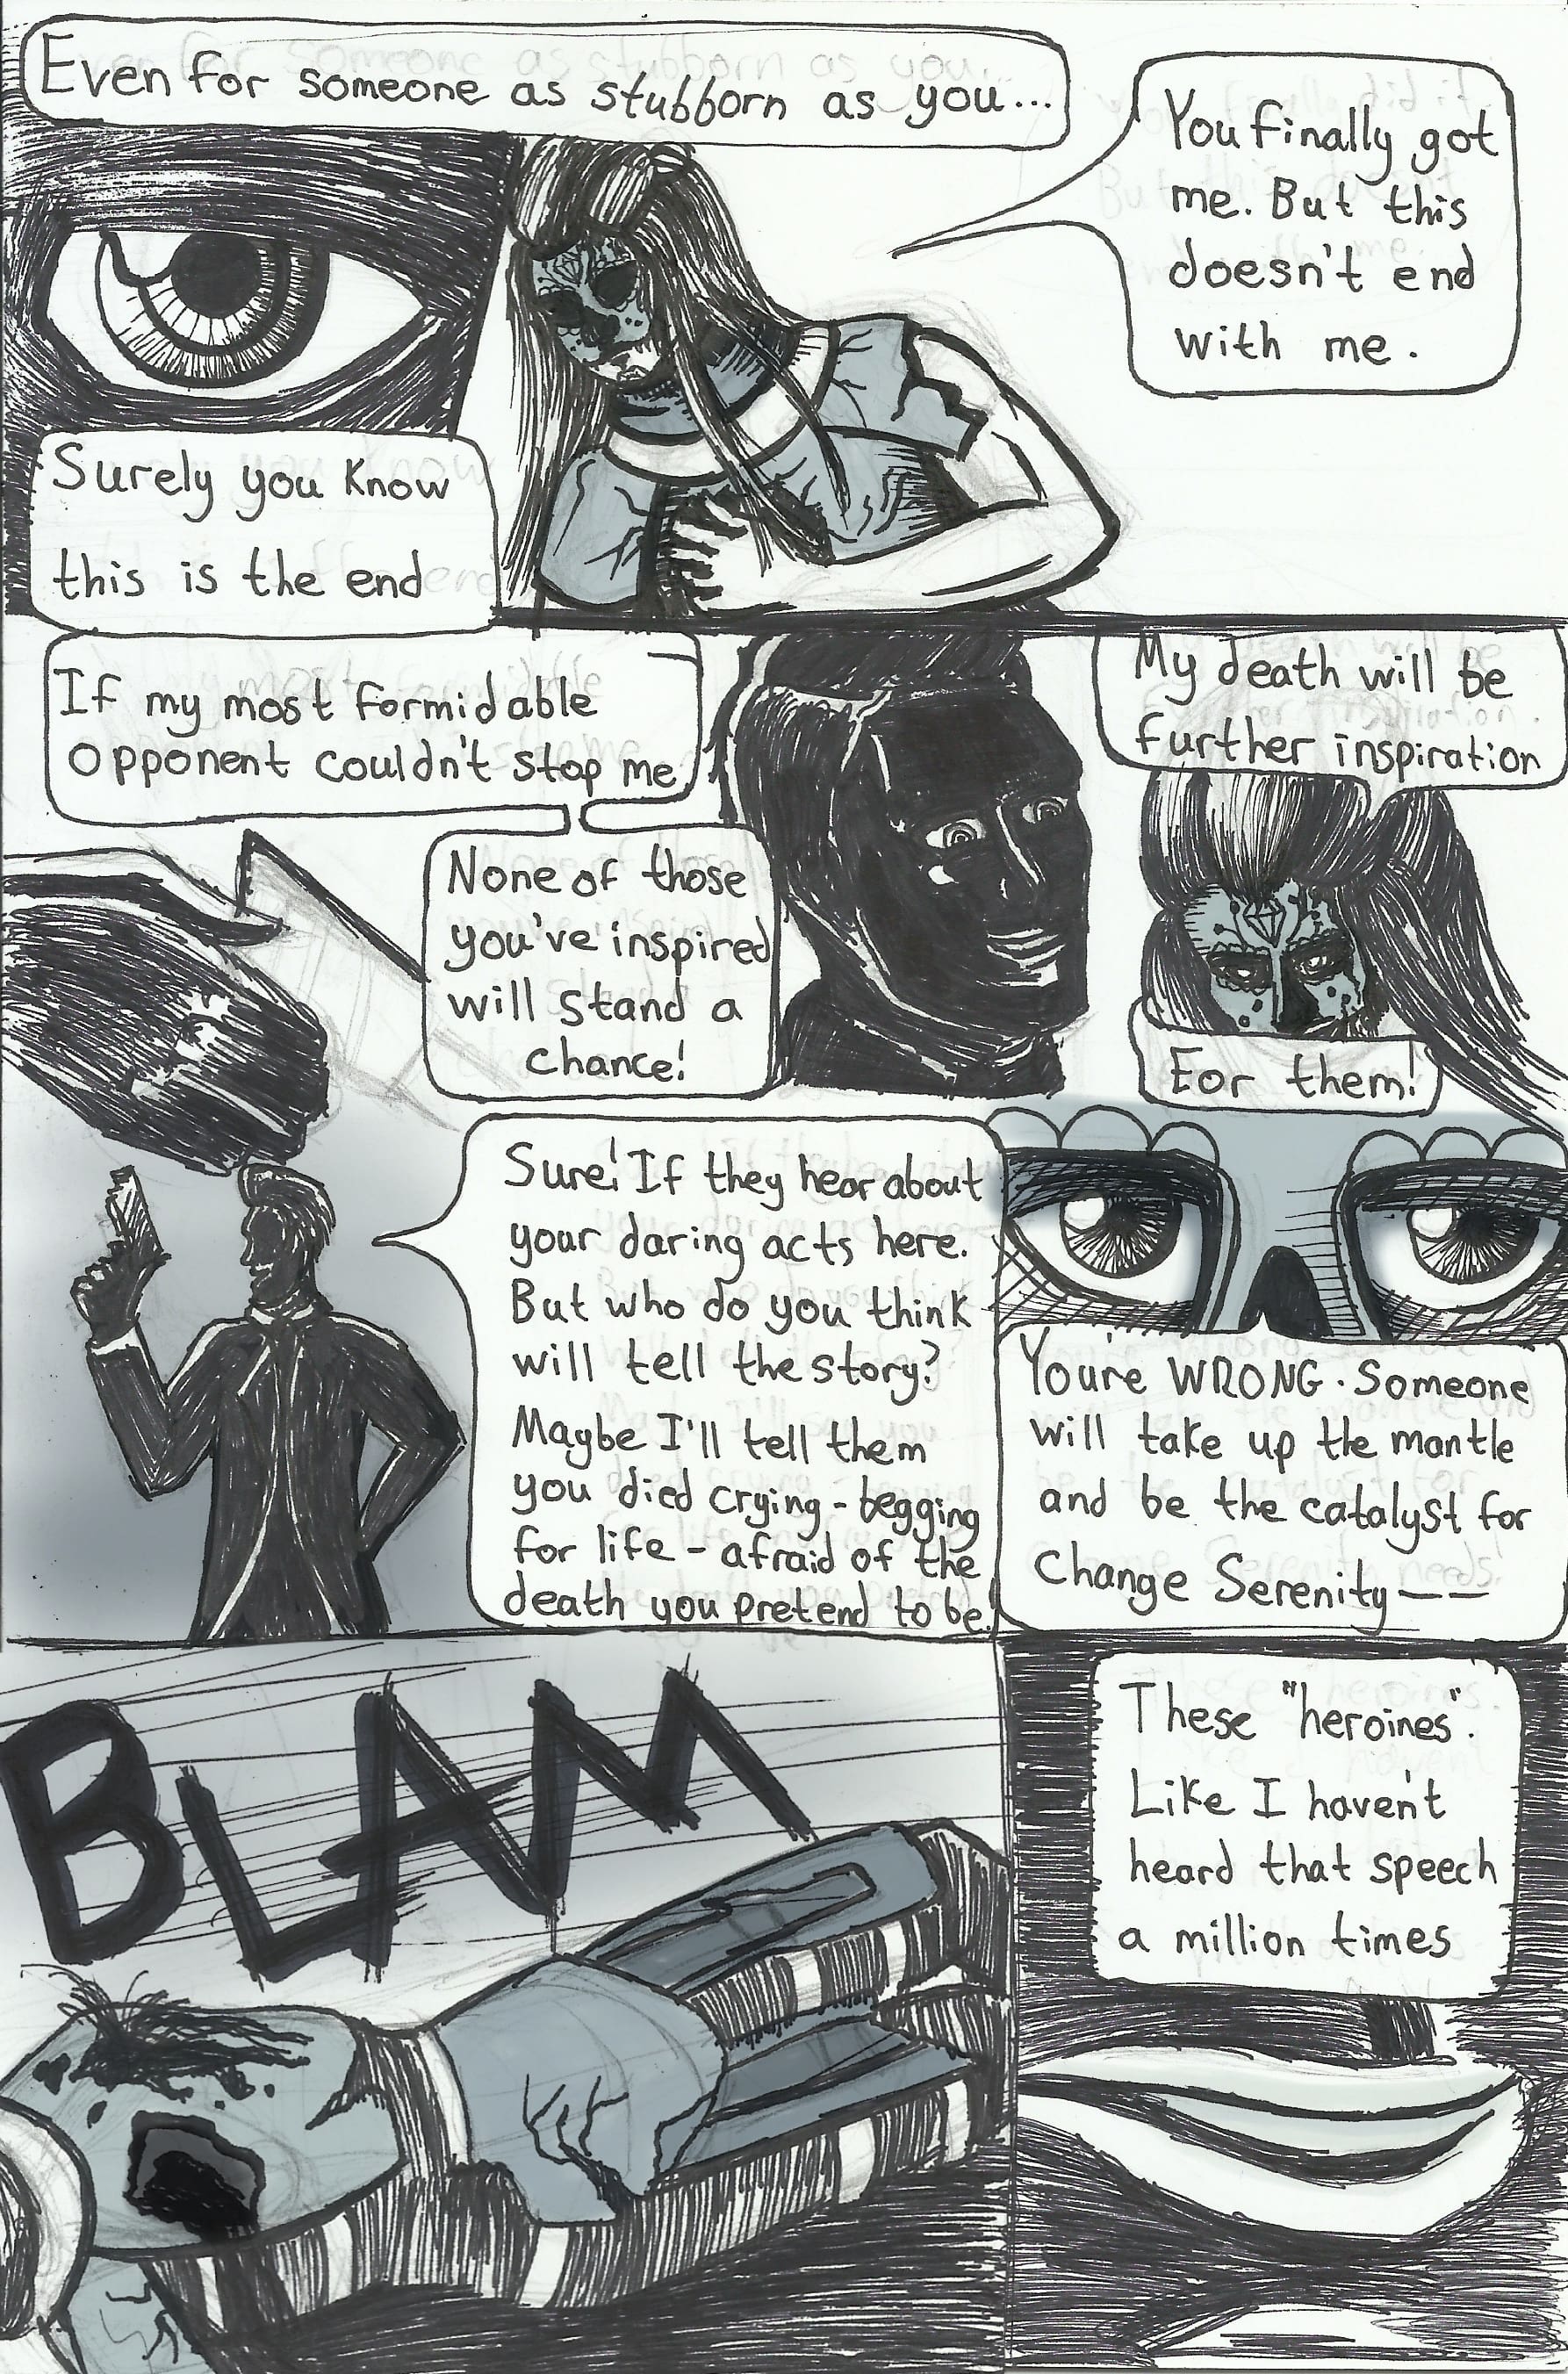 Even for someone as stubborn as you...
Surely you know
this is the end
You finally got
me. But this
doesn't end
with me.
If my most formidable
opponent couldn't stop me
None of those
you've inspired
will stand a
chance!
My death will be
further inspiration
For them!
Sure! If they hear about
your daring acts here.
But who do you think
will tell the story?
Maybe I'll tell them
you died crying - begging
for life - afraid of the
death you pretend to be!
You're WRONG. Someone
will take up the mantle
and be the catalyst for
Change Serenity——
BLAM
These "heroines".
Like I haven't
heard that speech
a million times